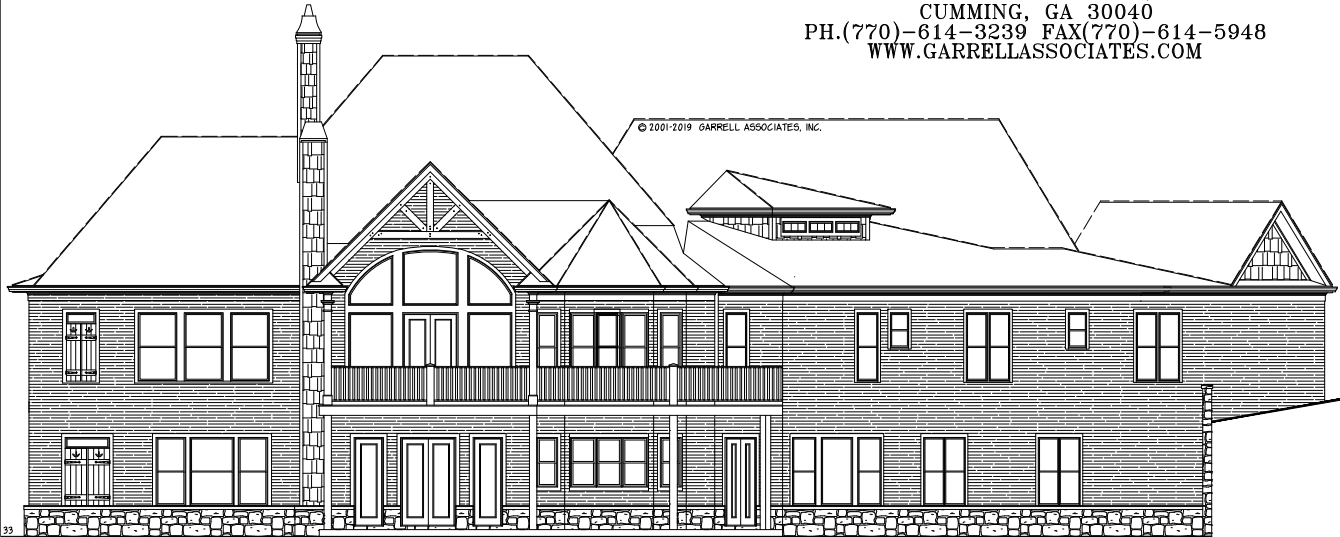 CUMMING, GA 30040
PH.(770)-614-3239 FAX(770)-614-5948
WWW.GARRELLASSOCIATES.COM
© 2001-2019 GARRELL ASSOCIATES, INC.
33